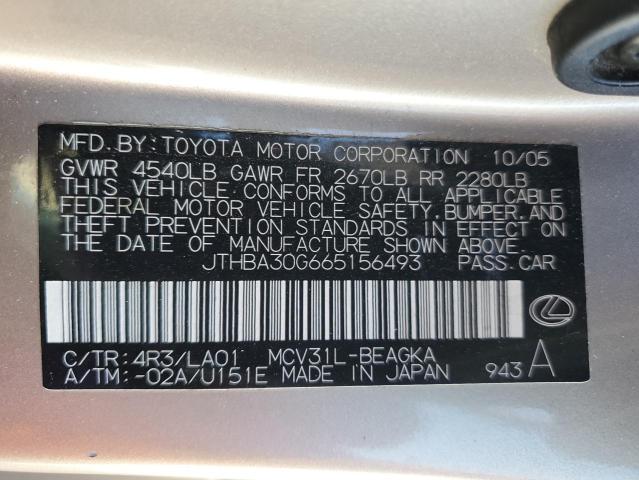 MFD. BY: TOYOTA MOTOR CORPORATION 10/05
GVWR 4540LB GAWR FR 2670LB RR 2280LB
THIS VEHICLE CONFORMS TO ALL APPLICABLE
FEDERAL MOTOR VEHICLE SAFETY, BUMPER, AND
THEFT PREVENTION STANDARDS IN EFFECT ON
THE DATE OF MANUFACTURE SHOWN ABOVE.
JTHBA30G665156493 PASS. CAR
C/TR: 4R3/LA01 MCV31L-BEAGKA
A/TM: -02A/U151E MADE IN JAPAN 943 A